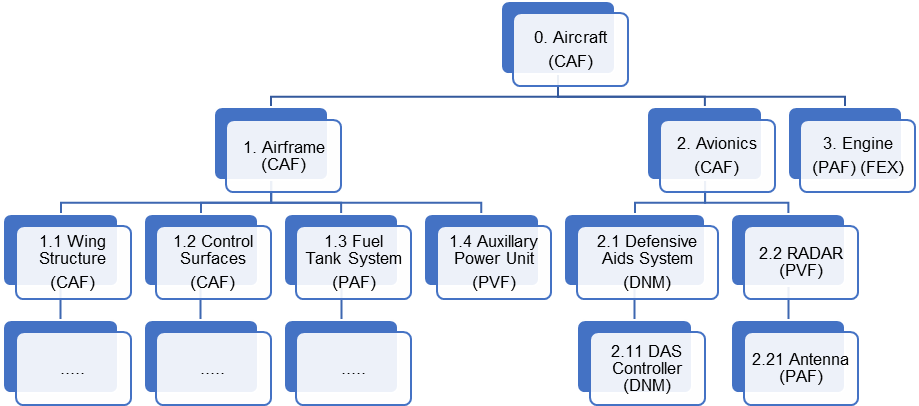 0. Aircraft
(CAF)
1. Airframe
(CAF)
2. Avionics
(CAF)
3. Engine
(PAF) (FEX)
1.1 Wing
Structure
(CAF)
1.2 Control
Surfaces
(CAF)
1.3 Fuel
Tank System
(PAF)
1.4 Auxillary
Power Unit
(PVF)
2.1 Defensive
Aids System
(DNM)
2.2 RADAR
(PVF)
.....
.....
.....
2.11 DAS
Controller
(DNM)
2.21 Antenna
(PAF)